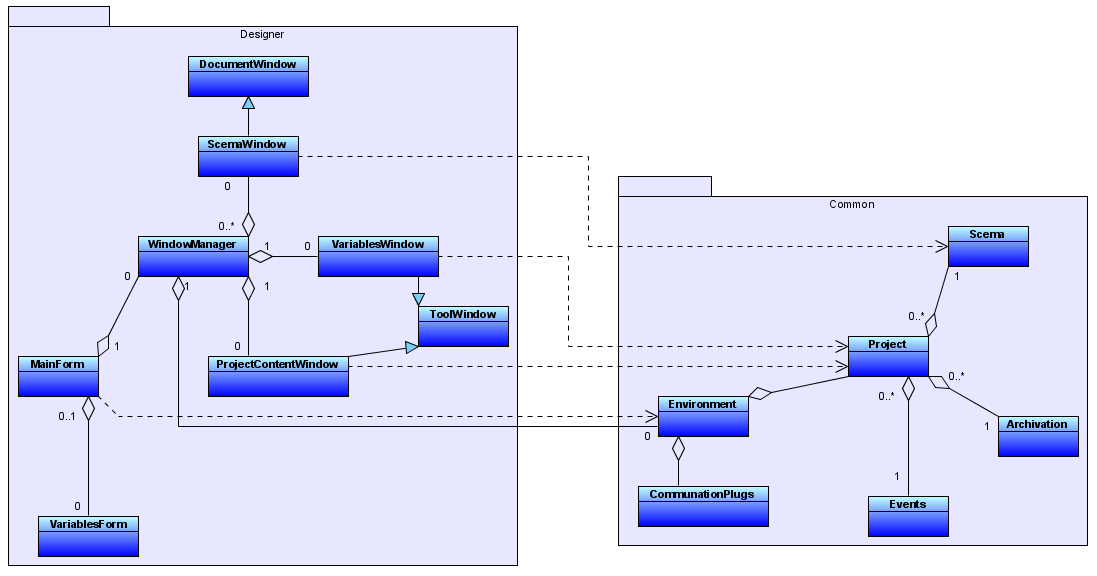 Designer
DocumentWindow
ScemaWindow
0
0..*
WindowManager
1
0
VariablesWindow
0
1
1
ToolWindow
1
0
MainForm
ProjectContentWindow
0..1
0
VariablesForm
Common
Scema
1
0..*
Project
0..*
0..*
Environment
0
1
Archivation
1
CommunationPlugs
Events